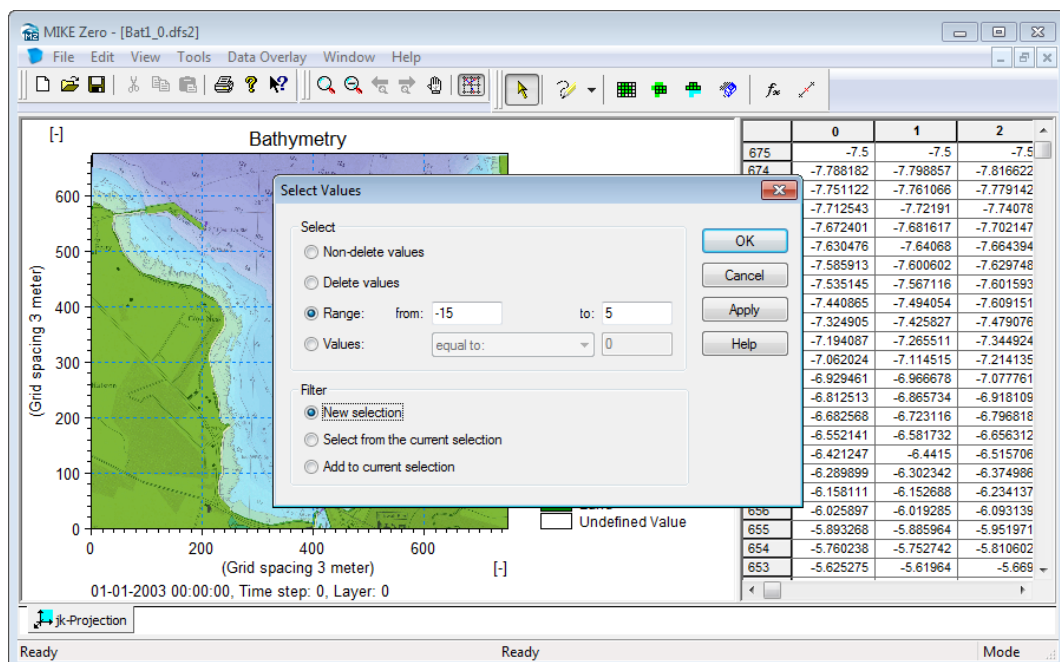 MIKE Zero - [Bat1_0.dfs2]
File Edit View Tools Data Overlay Window Help
[-]
Bathymetry
600
500
400
300
200
100
0
(Grid spacing 3 meter)
0 200 400 600
(Grid spacing 3 meter) [-]
Undefined Value
01-01-2003 00:00:00, Time step: 0, Layer: 0
Select Values
Select
Non-delete values
Delete values
Range: from: -15 to: 5
Values: equal to: 0
Filter
New selection
Select from the current selection
Add to current selection
OK
Cancel
Apply
Help
0 1 2
675 -7.5 -7.5 -7.5
674 -7.788182 -7.798857 -7.816622
-7.751122 -7.761066 -7.779142
-7.712543 -7.72191 -7.74078
-7.672401 -7.681617 -7.702147
-7.630476 -7.64068 -7.664394
-7.585913 -7.600602 -7.629748
-7.535145 -7.567116 -7.601593
-7.440865 -7.494054 -7.609151
-7.324905 -7.425827 -7.479076
-7.194087 -7.265511 -7.344924
-7.062024 -7.114515 -7.214135
-6.929461 -6.966678 -7.077761
-6.812513 -6.865734 -6.918109
-6.682568 -6.723116 -6.796818
-6.552141 -6.581732 -6.656312
-6.421247 -6.4415 -6.515706
-6.289899 -6.302342 -6.374986
-6.158111 -6.152688 -6.234137
656 -6.025897 -6.019285 -6.093139
655 -5.893268 -5.885964 -5.951971
654 -5.760238 -5.752742 -5.810602
653 -5.625275 -5.61964 -5.669
jk-Projection
Ready Ready Mode